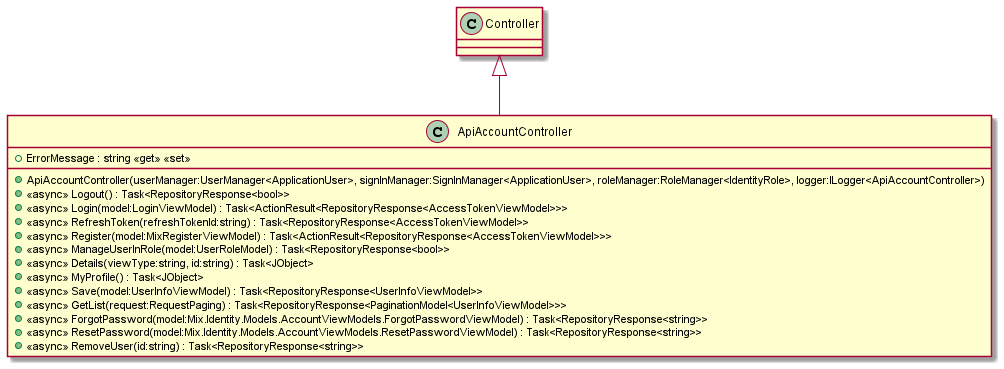 C Controller
C ApiAccountController
ErrorMessage : string «get» «set»
ApiAccountController(userManager:UserManager<ApplicationUser>, signInManager:SignInManager<ApplicationUser>, roleManager:RoleManager<IdentityRole>, logger:ILogger<ApiAccountController>)
«async» Logout() : Task<RepositoryResponse<bool>>
«async» Login(model:LoginViewModel) : Task<ActionResult<RepositoryResponse<AccessTokenViewModel>>>
«async» RefreshToken(refreshTokenId:string) : Task<RepositoryResponse<AccessTokenViewModel>>
«async» Register(model:MixRegisterViewModel) : Task<ActionResult<RepositoryResponse<AccessTokenViewModel>>>
«async» ManageUserInRole(model:UserRoleModel) : Task<RepositoryResponse<bool>>
«async» Details(viewType:string, id:string) : Task<JObject>
«async» MyProfile() : Task<JObject>
«async» Save(model:UserInfoViewModel) : Task<RepositoryResponse<UserInfoViewModel>>
«async» GetList(request:RequestPaging) : Task<RepositoryResponse<PaginationModel<UserInfoViewModel>>>
«async» ForgotPassword(model:Mix.Identity.Models.AccountViewModels.ForgotPasswordViewModel) : Task<RepositoryResponse<string>>
«async» ResetPassword(model:Mix.Identity.Models.AccountViewModels.ResetPasswordViewModel) : Task<RepositoryResponse<string>>
«async» RemoveUser(id:string) : Task<RepositoryResponse<string>>